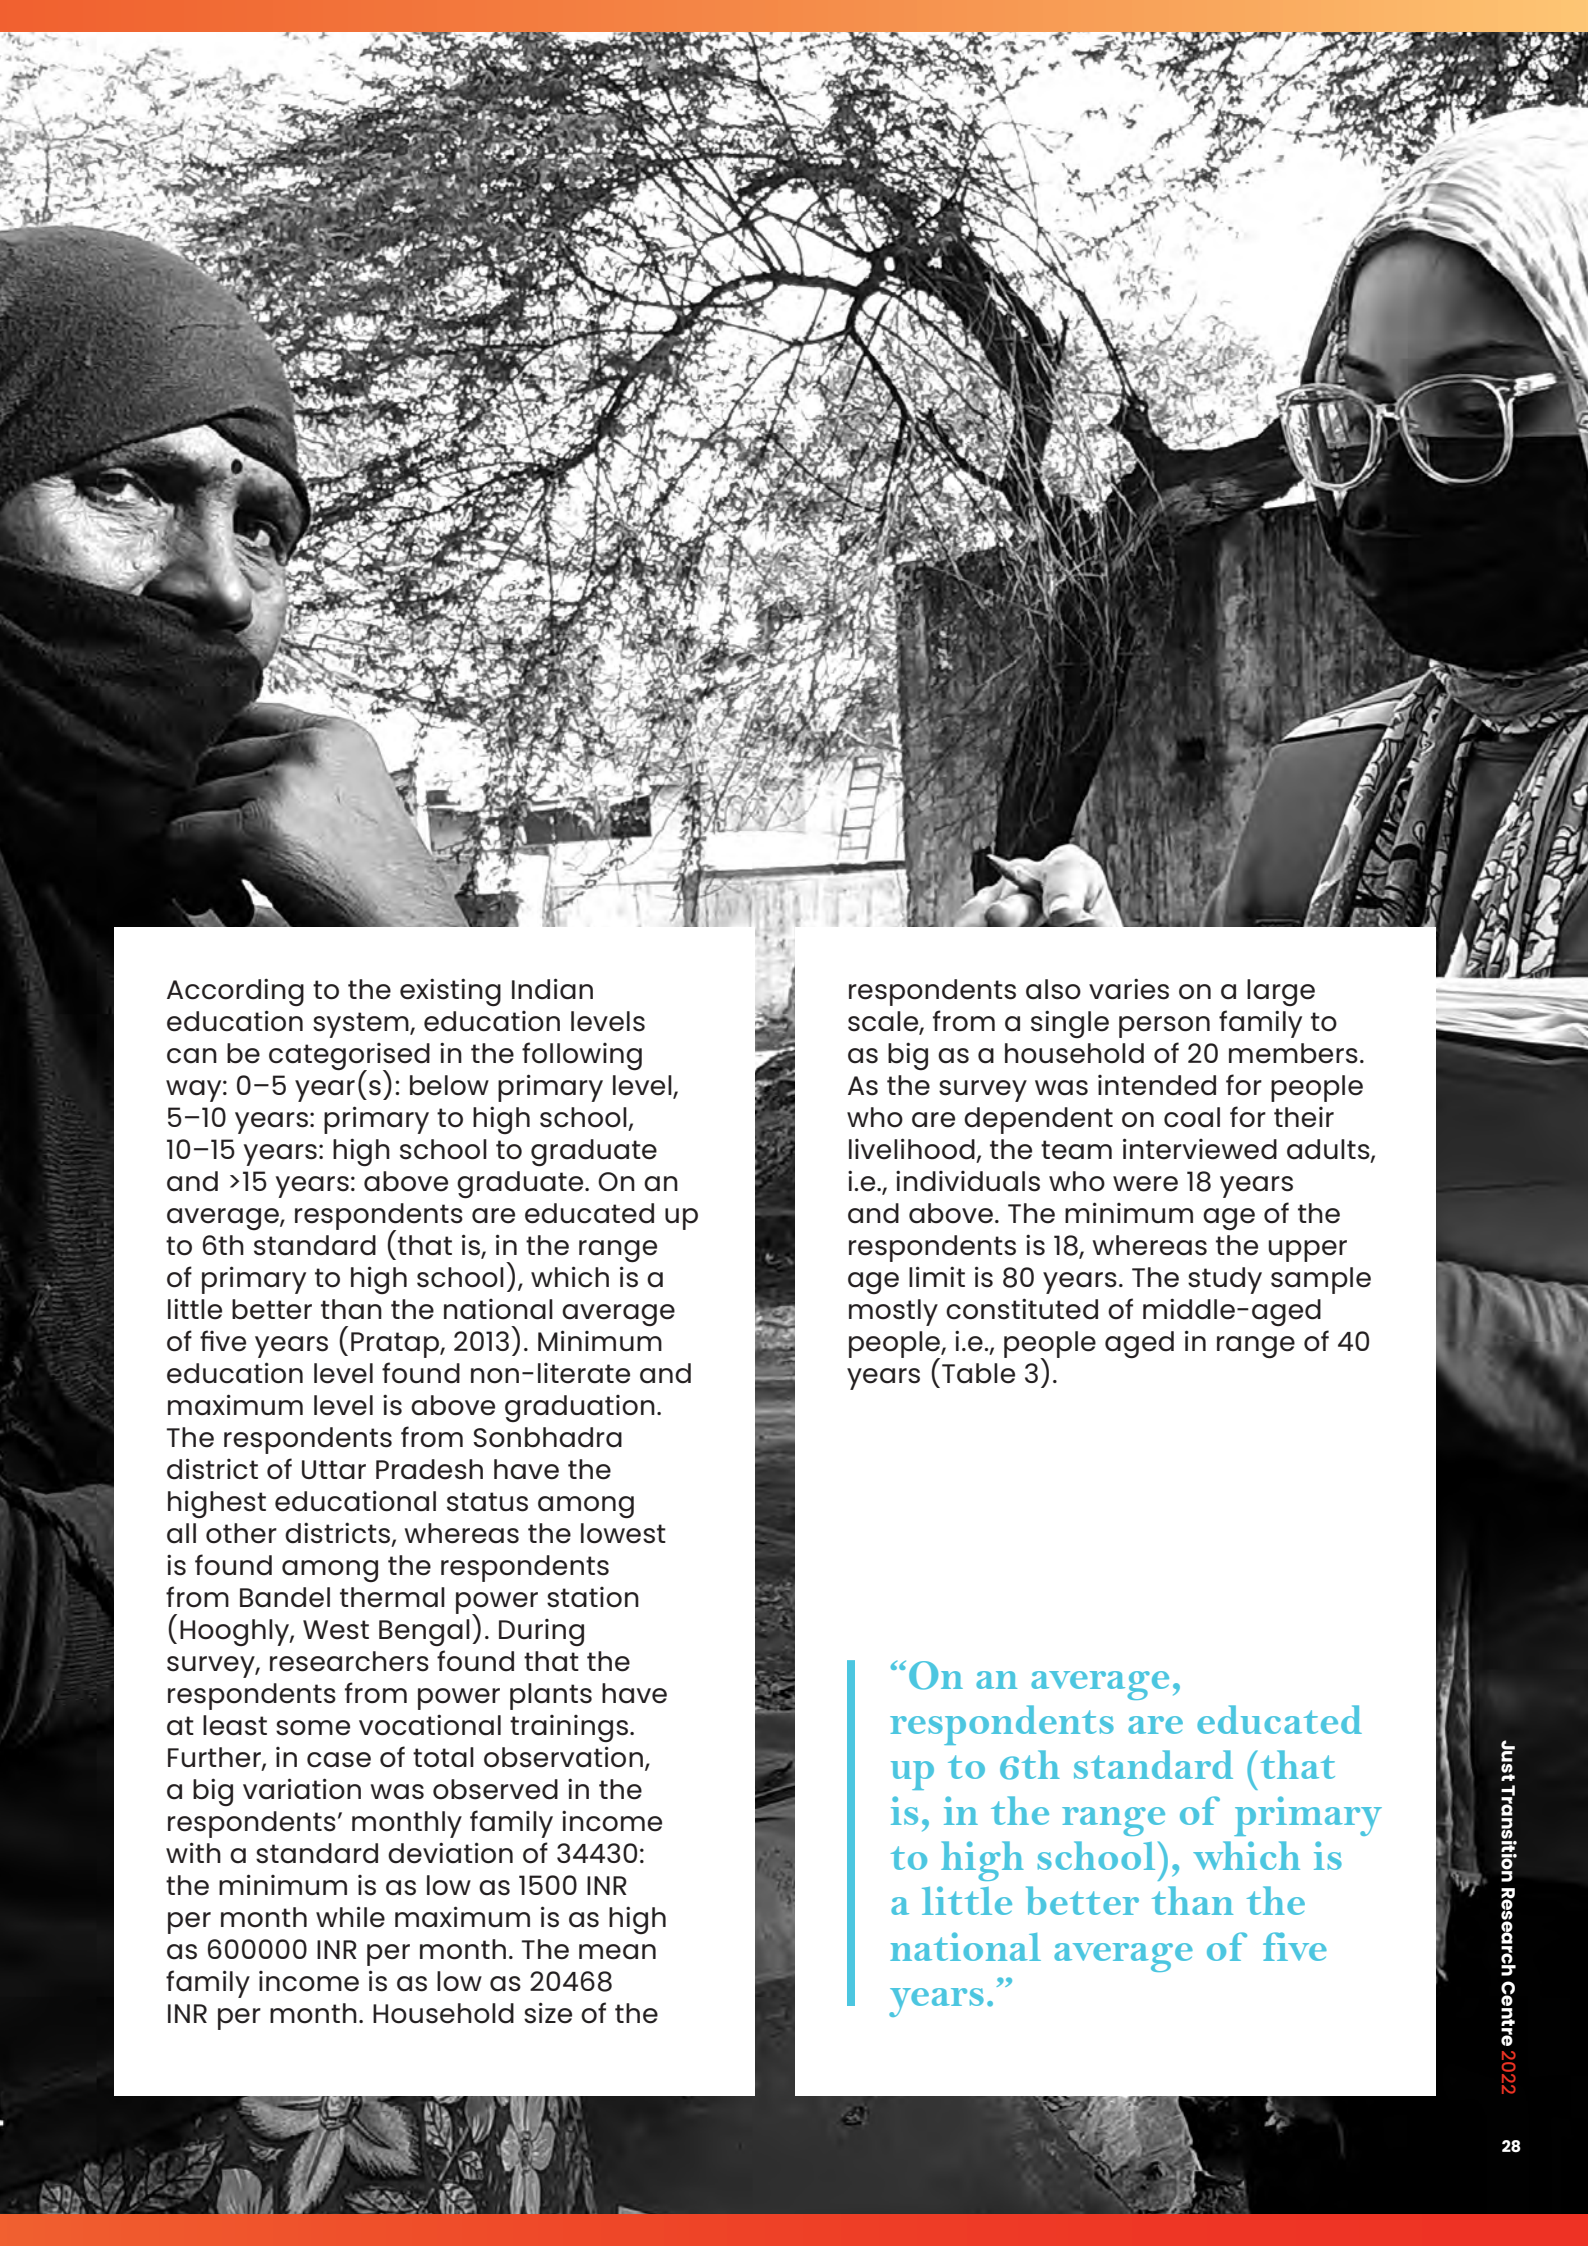 According to the existing Indian
education system, education levels
can be categorised in the following
way: 0–5 year(s): below primary level,
5–10 years: primary to high school,
10–15 years: high school to graduate
and >15 years: above graduate. On an
average, respondents are educated up
to 6th standard (that is, in the range
of primary to high school), which is a
little better than the national average
of five years (Pratap, 2013). Minimum
education level found non-literate and
maximum level is above graduation.
The respondents from Sonbhadra
district of Uttar Pradesh have the
highest educational status among
all other districts, whereas the lowest
is found among the respondents
from Bandel thermal power station
(Hooghly, West Bengal). During
survey, researchers found that the
respondents from power plants have
at least some vocational trainings.
Further, in case of total observation,
a big variation was observed in the
respondents’ monthly family income
with a standard deviation of 34430:
the minimum is as low as 1500 INR
per month while maximum is as high
as 600000 INR per month. The mean
family income is as low as 20468
INR per month. Household size of the
respondents also varies on a large
scale, from a single person family to
as big as a household of 20 members.
As the survey was intended for people
who are dependent on coal for their
livelihood, the team interviewed adults,
i.e., individuals who were 18 years
and above. The minimum age of the
respondents is 18, whereas the upper
age limit is 80 years. The study sample
mostly constituted of middle-aged
people, i.e., people aged in range of 40
years (Table 3).
“On an average,
respondents are educated
up to 6th standard (that
is, in the range of primary
to high school), which is
a little better than the
national average of five
years.”
Just Transition Research Centre 2022
28